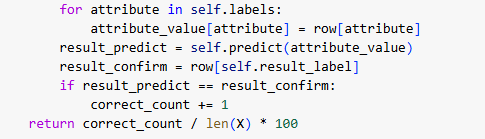 for attribute in self.labels:
attribute_value[attribute] = row[attribute]
result_predict = self.predict(attribute_value)
result_confirm = row[self.result_label]
if result_predict == result_confirm:
correct_count += 1
return correct_count / len(X) * 100